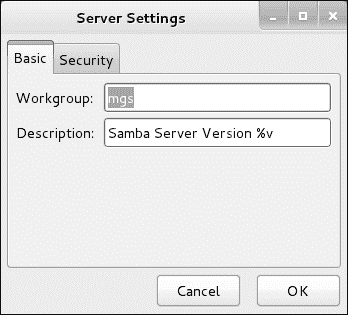 Server Settings
Basic Security
Workgroup: mgs
Description: Samba Server Version %v
Cancel OK